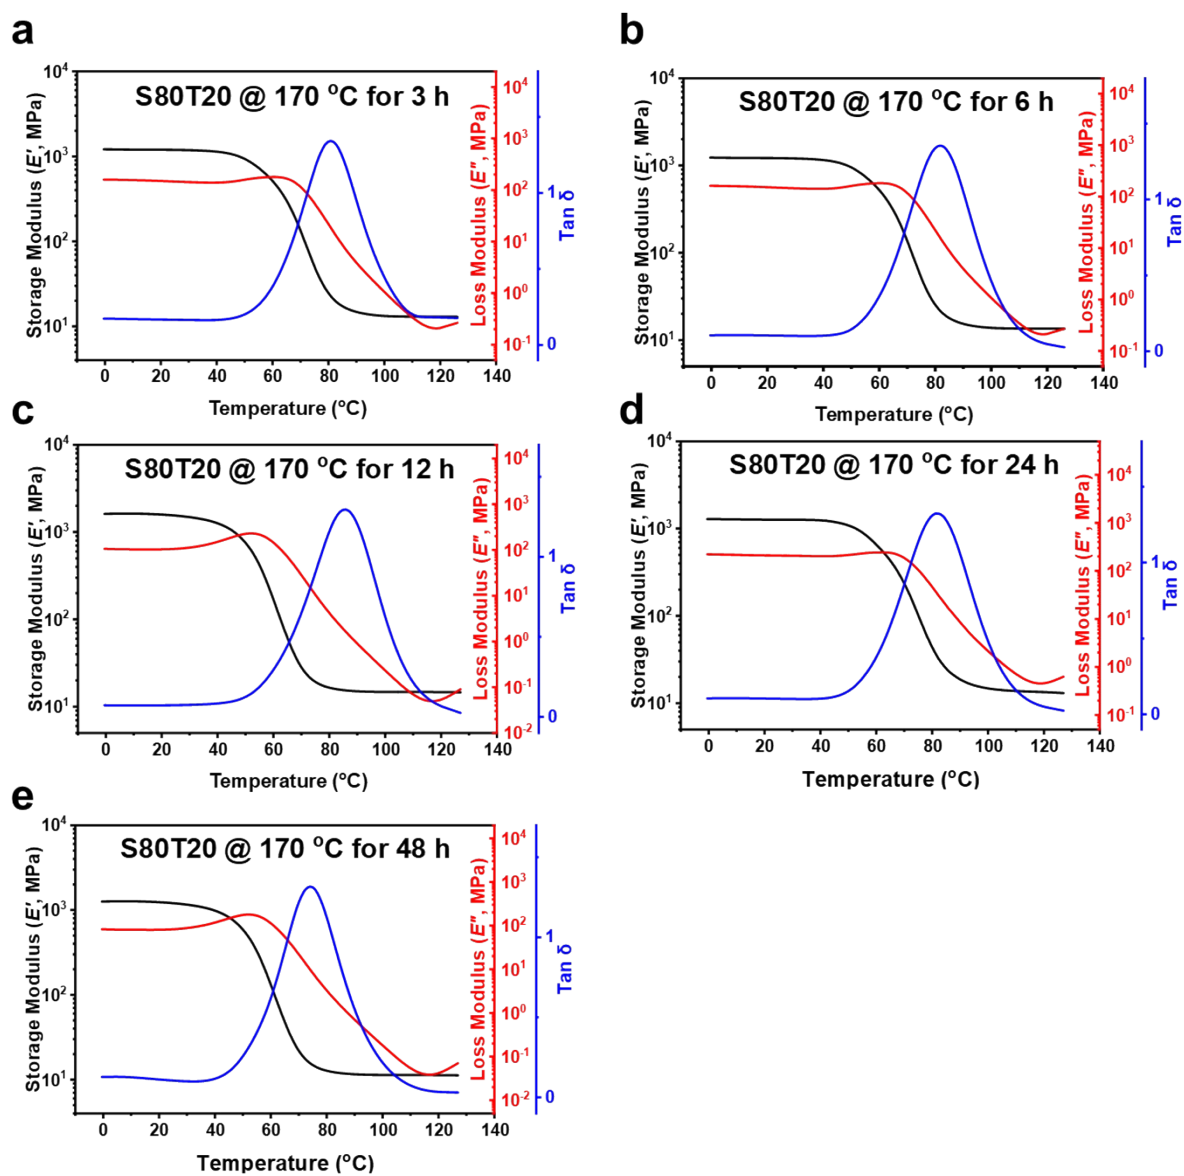 a
S80T20 @ 170 °C for 3 h
Storage Modulus (E′, MPa)
10⁴
10³
10²
10¹
0 20 40 60 80 100 120 140
Temperature (°C)
Loss Modulus (E″, MPa)
10⁴
10³
10²
10¹
10⁰
10⁻¹
Tan δ
1
0
b
S80T20 @ 170 °C for 6 h
Storage Modulus (E′, MPa)
10⁴
10³
10²
10¹
0 20 40 60 80 100 120 140
Temperature (°C)
Loss Modulus (E″, MPa)
10⁴
10³
10²
10¹
10⁰
10⁻¹
Tan δ
1
0
c
S80T20 @ 170 °C for 12 h
Storage Modulus (E′, MPa)
10⁴
10³
10²
10¹
0 20 40 60 80 100 120 140
Temperature (°C)
Loss Modulus (E″, MPa)
10⁴
10³
10²
10¹
10⁰
10⁻¹
10⁻²
Tan δ
1
0
d
S80T20 @ 170 °C for 24 h
Storage Modulus (E′, MPa)
10⁴
10³
10²
10¹
0 20 40 60 80 100 120 140
Temperature (°C)
Loss Modulus (E″, MPa)
10⁴
10³
10²
10¹
10⁰
10⁻¹
Tan δ
1
0
e
S80T20 @ 170 °C for 48 h
Storage Modulus (E′, MPa)
10⁴
10³
10²
10¹
0 20 40 60 80 100 120 140
Temperature (°C)
Loss Modulus (E″, MPa)
10⁴
10³
10²
10¹
10⁰
10⁻¹
10⁻²
Tan δ
1
0